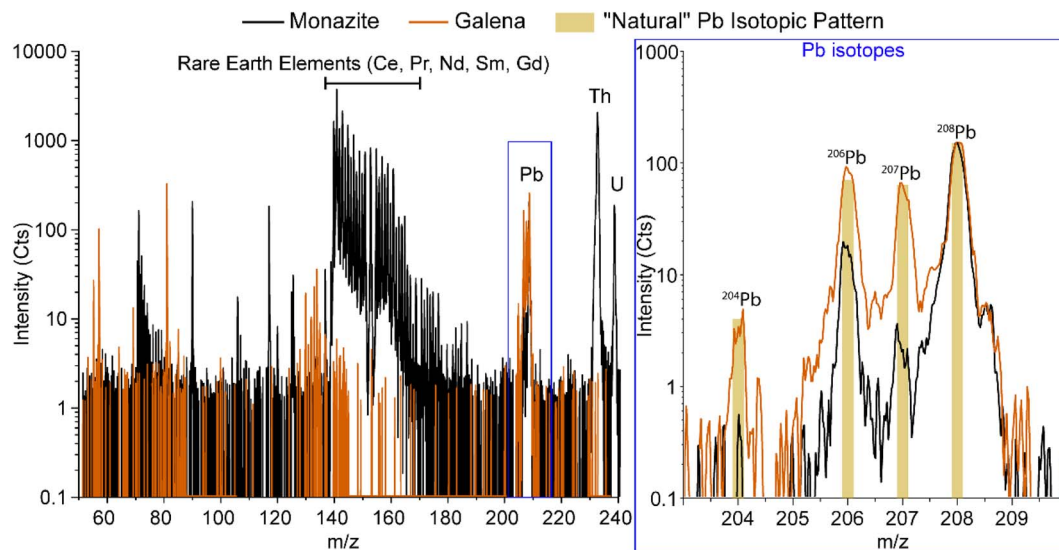 Monazite Galena "Natural" Pb Isotopic Pattern
Rare Earth Elements (Ce, Pr, Nd, Sm, Gd)
Th
Pb
U
Intensity (Cts)
10000
1000
100
10
1
0.1
60 80 100 120 140 160 180 200 220 240
m/z
Pb isotopes
²⁰⁸Pb
²⁰⁶Pb
²⁰⁷Pb
²⁰⁴Pb
Intensity (Cts)
1000
100
10
1
0.1
204 205 206 207 208 209
m/z